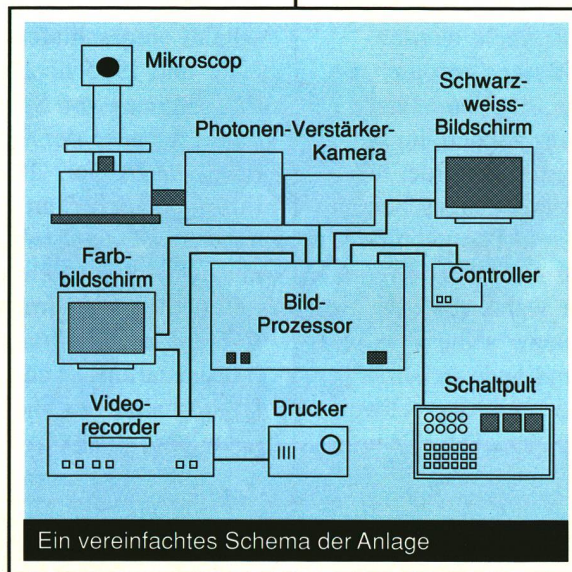 Mikroscop
Schwarz-
weiss-
Bildschirm
Photonen-Verstärker-
Kamera
Farb-
bildschirm
Bild-
Prozessor
Controller
Video-
recorder
Drucker
Schaltpult
Ein vereinfachtes Schema der Anlage